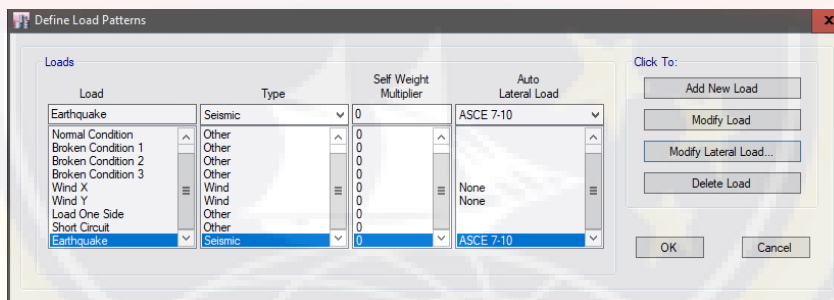 Define Load Patterns
x
Loads
Click To:
Load Type Self Weight Multiplier Auto Lateral Load
Earthquake Seismic 0 ASCE 7-10
Normal Condition Other 0
Broken Condition 1 Other 0
Broken Condition 2 Other 0
Broken Condition 3 Other 0
Wind X Wind 0 None
Wind Y Wind 0 None
Load One Side Other 0
Short Circuit Other 0
Earthquake Seismic 0 ASCE 7-10
Add New Load
Modify Load
Modify Lateral Load...
Delete Load
OK Cancel